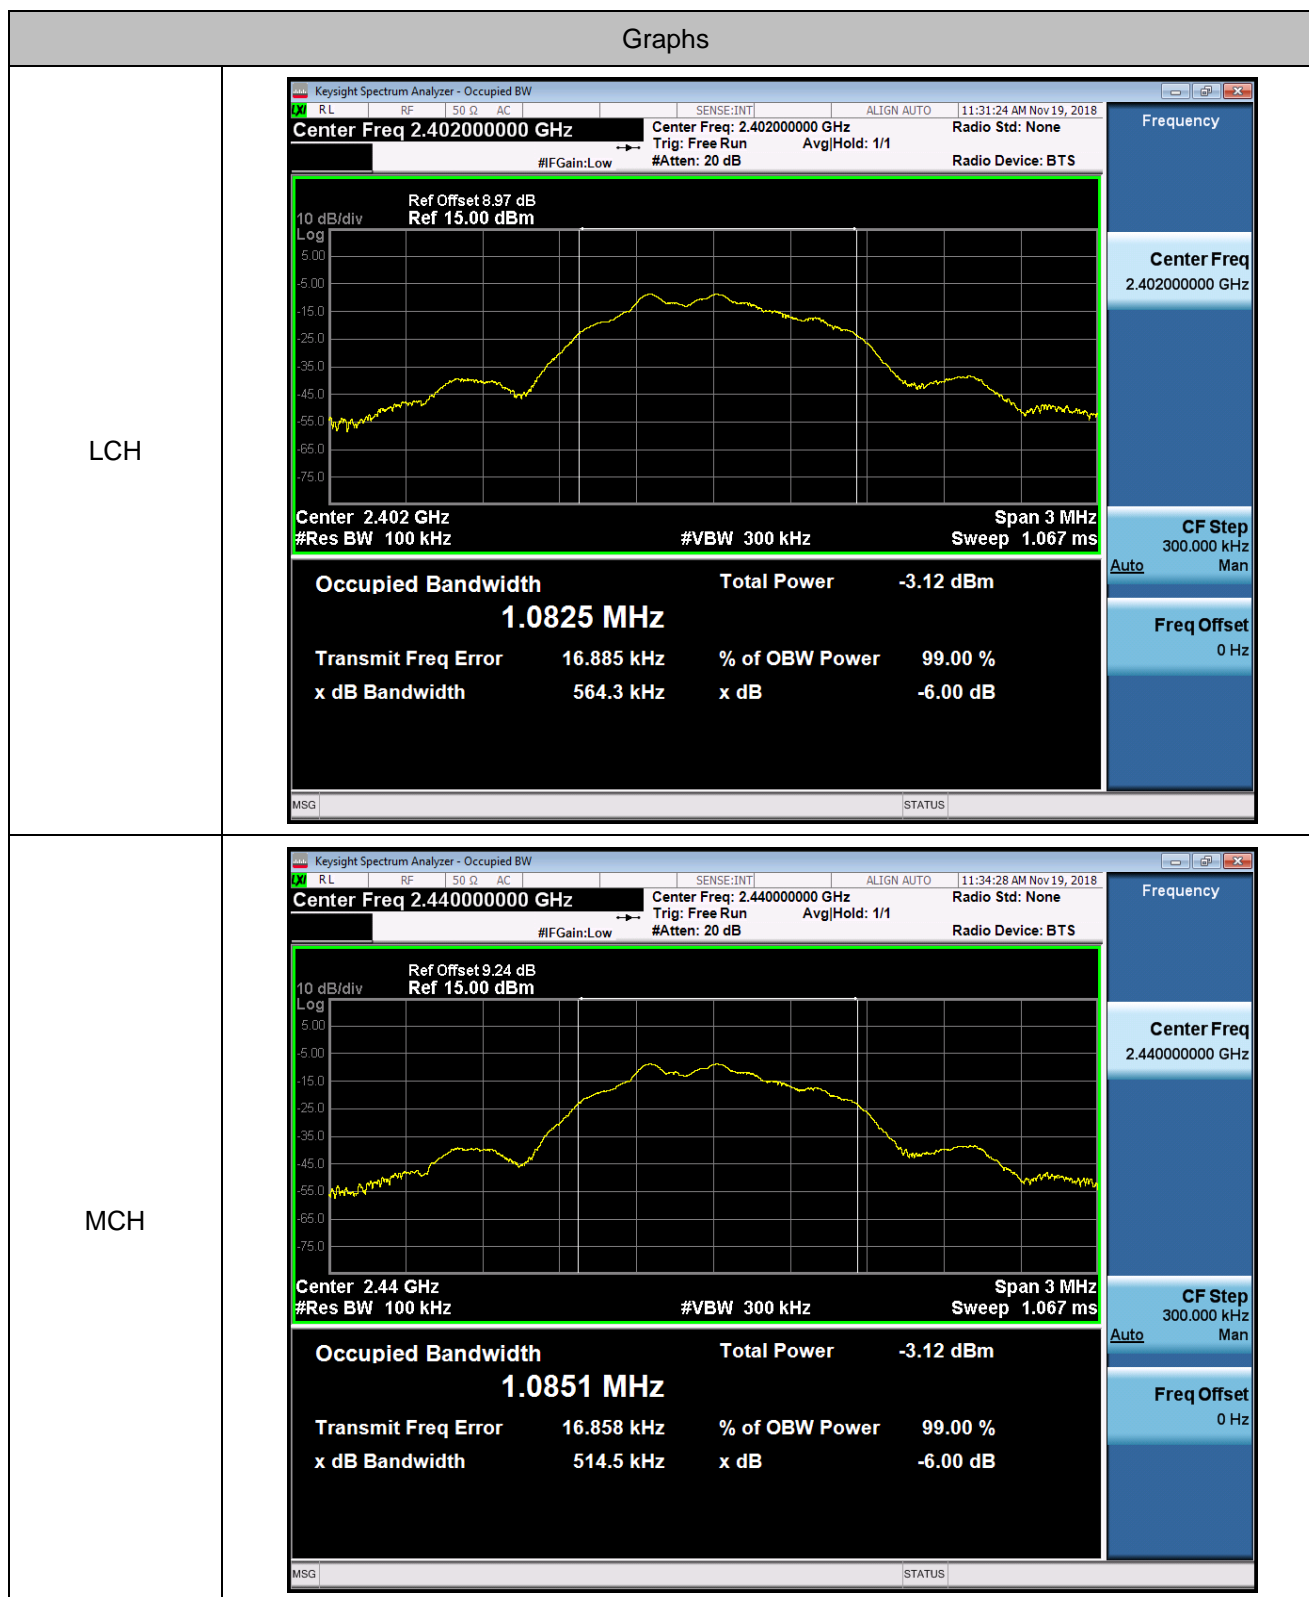 Graphs
LCH
Keysight Spectrum Analyzer - Occupied BW
LXI RL RF 50 Ω AC SENSE:INT ALIGN AUTO 11:31:24 AM Nov 19, 2018
Center Freq 2.402000000 GHz Center Freq: 2.402000000 GHz Radio Std: None
Trig: Free Run Avg|Hold: 1/1
#IFGain:Low #Atten: 20 dB Radio Device: BTS
Frequency
Ref Offset 8.97 dB
10 dB/div Ref 15.00 dBm
Log
5.00
-5.00
-15.0
-25.0
-35.0
-45.0
-55.0
-65.0
-75.0
Center 2.402 GHz Span 3 MHz
#Res BW 100 kHz #VBW 300 kHz Sweep 1.067 ms
Center Freq
2.402000000 GHz
CF Step
300.000 kHz
Auto Man
Freq Offset
0 Hz
Occupied Bandwidth Total Power -3.12 dBm
1.0825 MHz
Transmit Freq Error 16.885 kHz % of OBW Power 99.00 %
x dB Bandwidth 564.3 kHz x dB -6.00 dB
MSG STATUS
MCH
Keysight Spectrum Analyzer - Occupied BW
LXI RL RF 50 Ω AC SENSE:INT ALIGN AUTO 11:34:28 AM Nov 19, 2018
Center Freq 2.440000000 GHz Center Freq: 2.440000000 GHz Radio Std: None
Trig: Free Run Avg|Hold: 1/1
#IFGain:Low #Atten: 20 dB Radio Device: BTS
Frequency
Ref Offset 9.24 dB
10 dB/div Ref 15.00 dBm
Log
5.00
-5.00
-15.0
-25.0
-35.0
-45.0
-55.0
-65.0
-75.0
Center 2.44 GHz Span 3 MHz
#Res BW 100 kHz #VBW 300 kHz Sweep 1.067 ms
Center Freq
2.440000000 GHz
CF Step
300.000 kHz
Auto Man
Freq Offset
0 Hz
Occupied Bandwidth Total Power -3.12 dBm
1.0851 MHz
Transmit Freq Error 16.858 kHz % of OBW Power 99.00 %
x dB Bandwidth 514.5 kHz x dB -6.00 dB
MSG STATUS